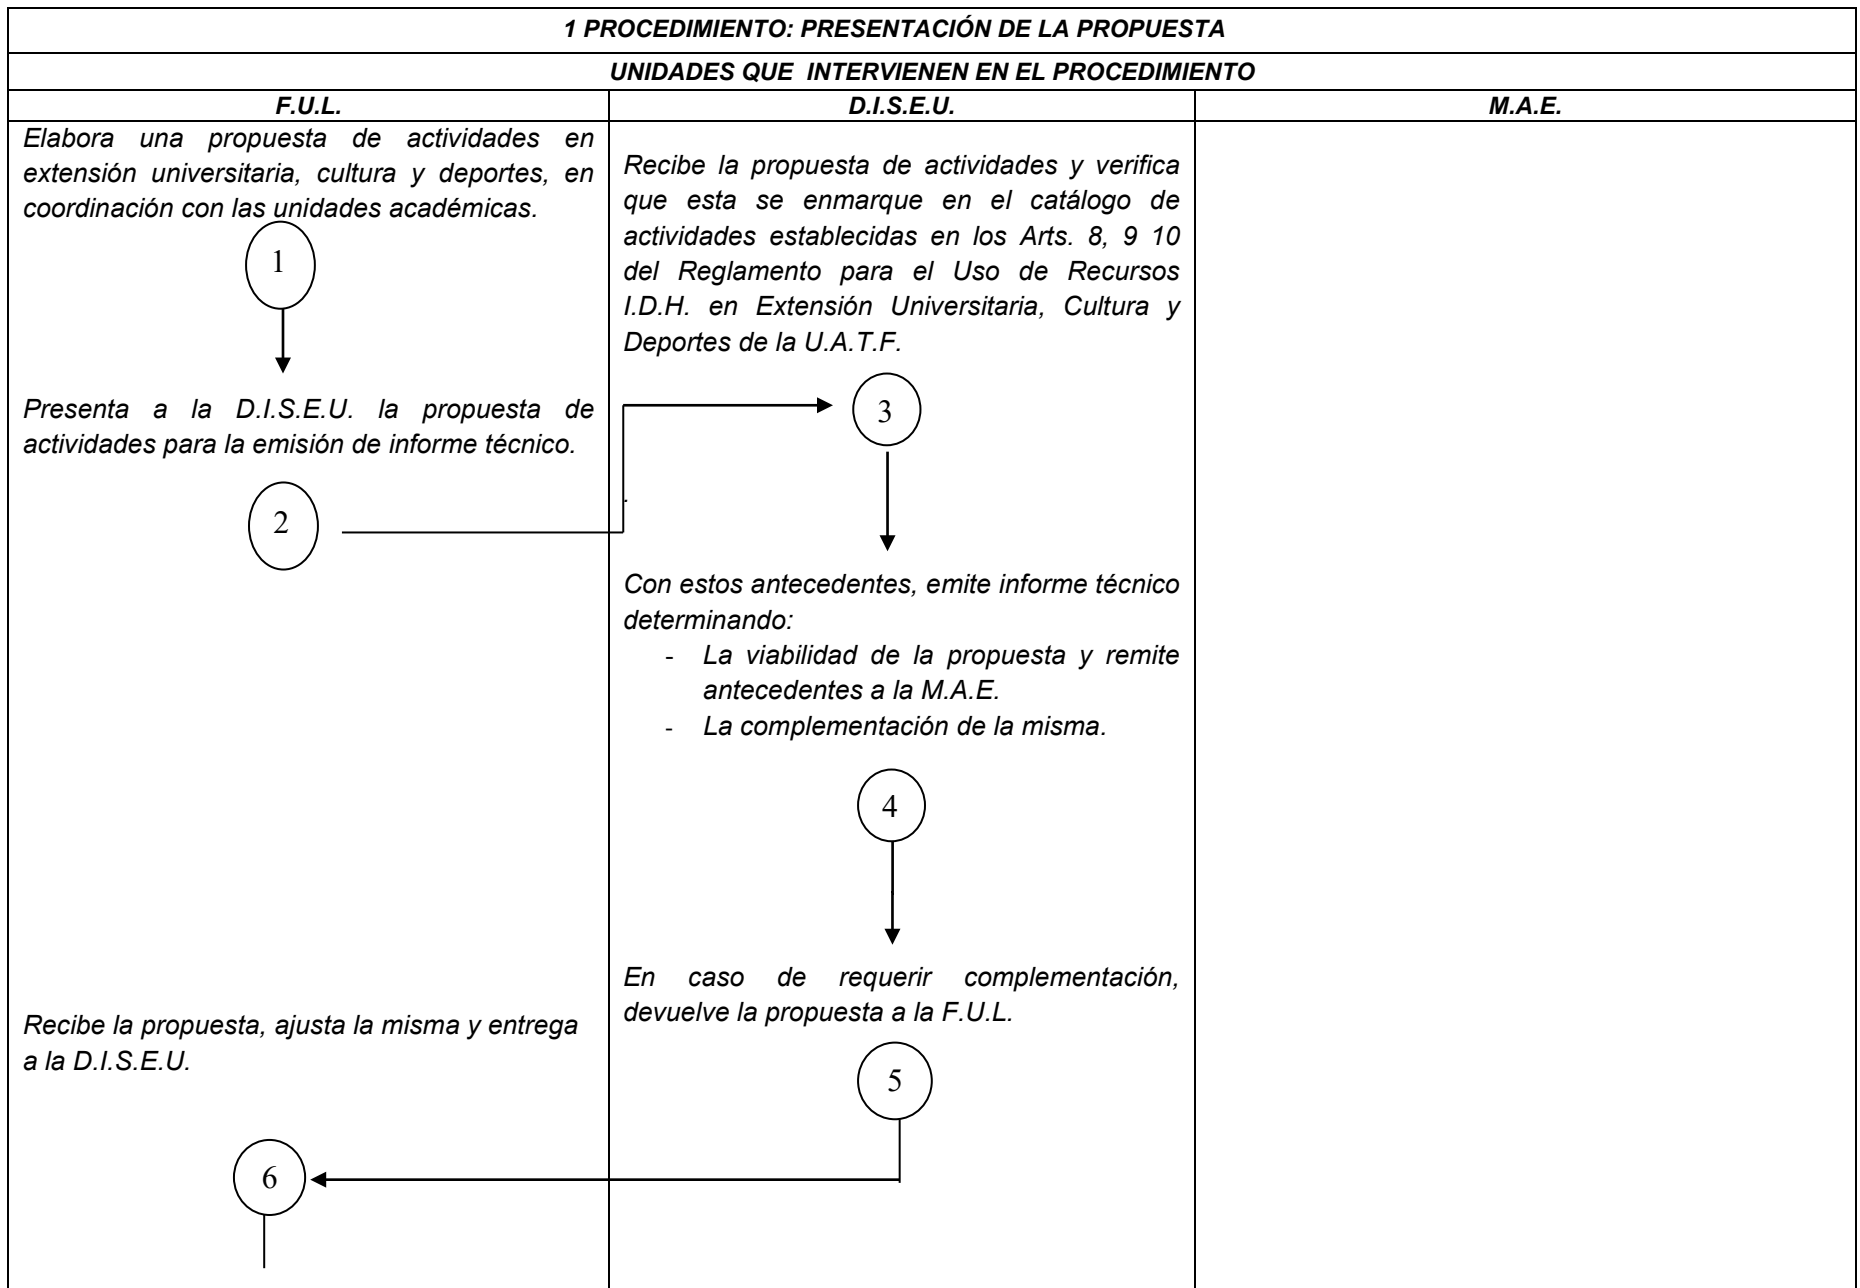 1 PROCEDIMIENTO: PRESENTACIÓN DE LA PROPUESTA
UNIDADES QUE INTERVIENEN EN EL PROCEDIMIENTO
F.U.L.
D.I.S.E.U.
M.A.E.
Elabora una propuesta de actividades en
extensión universitaria, cultura y deportes, en
coordinación con las unidades académicas.
1
Presenta a la D.I.S.E.U. la propuesta de
actividades para la emisión de informe técnico.
2
Recibe la propuesta de actividades y verifica
que esta se enmarque en el catálogo de
actividades establecidas en los Arts. 8, 9 10
del Reglamento para el Uso de Recursos
I.D.H. en Extensión Universitaria, Cultura y
Deportes de la U.A.T.F.
3
.
Con estos antecedentes, emite informe técnico
determinando:
- La viabilidad de la propuesta y remite
antecedentes a la M.A.E.
- La complementación de la misma.
4
En caso de requerir complementación,
devuelve la propuesta a la F.U.L.
5
Recibe la propuesta, ajusta la misma y entrega
a la D.I.S.E.U.
6